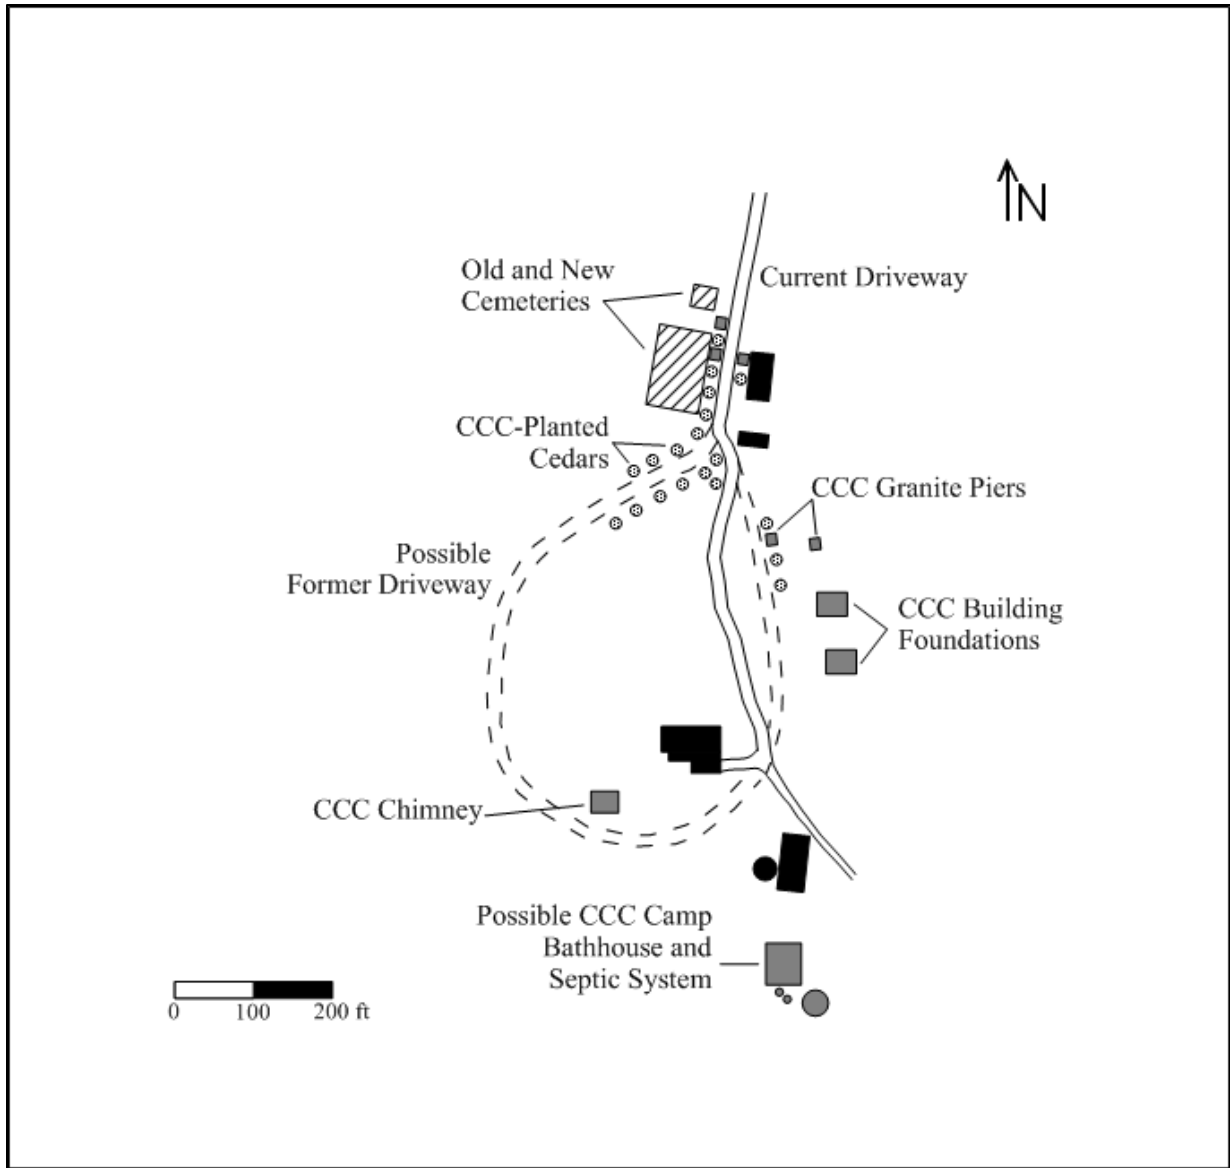 N
Old and New
Cemeteries
Current Driveway
CCC-Planted
Cedars
CCC Granite Piers
Possible
Former Driveway
CCC Building
Foundations
CCC Chimney
Possible CCC Camp
Bathhouse and
Septic System
0 100 200 ft